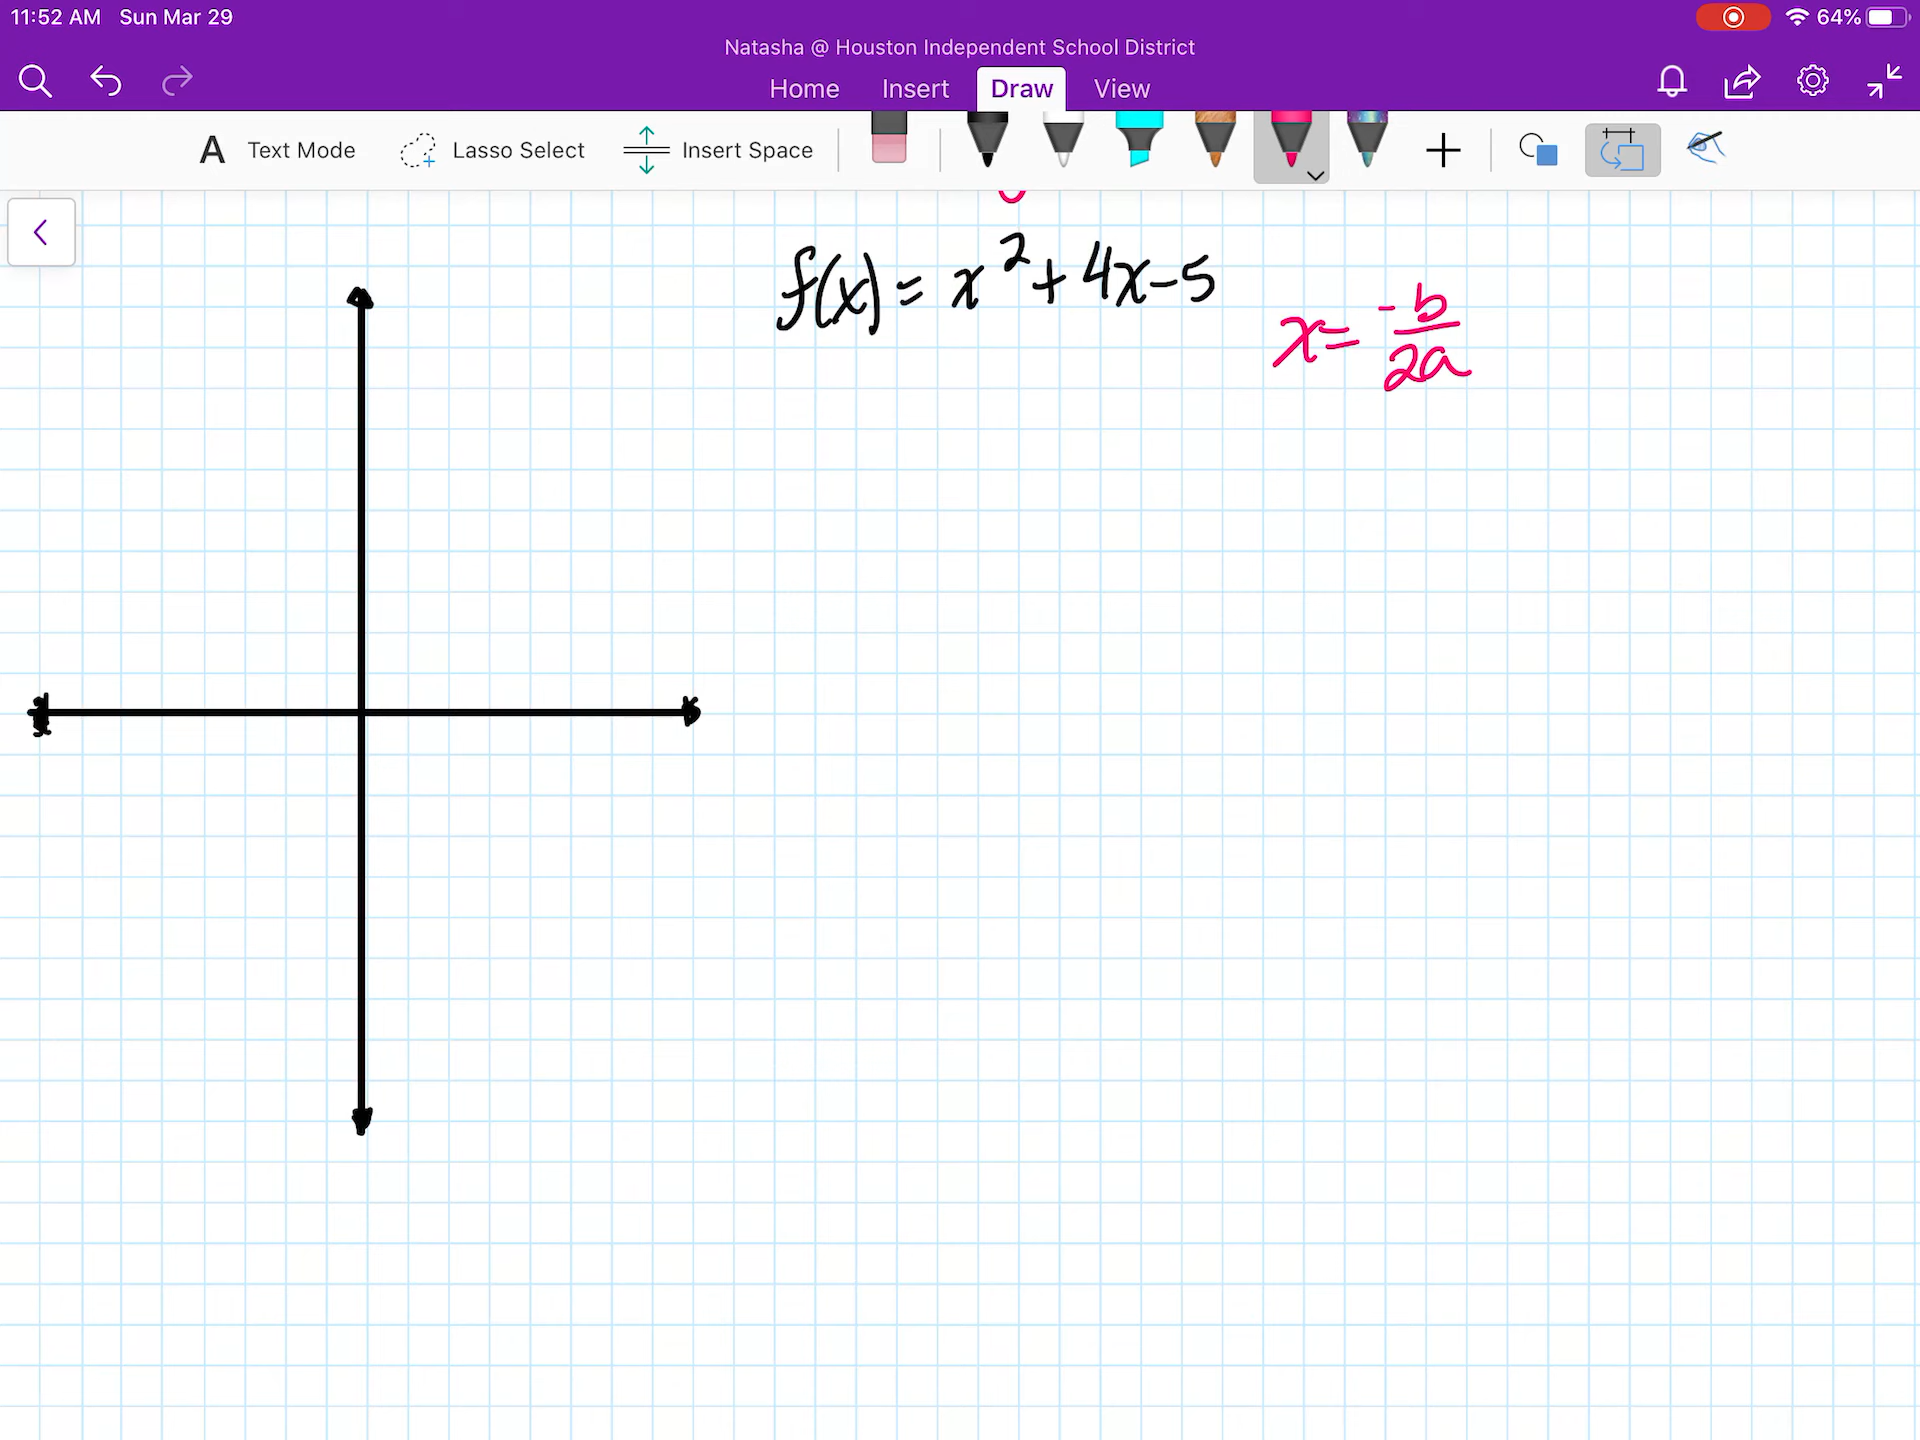 11:52 AM Sun Mar 29
64%
Natasha @ Houston Independent School District
Home Insert Draw View
A Text Mode Lasso Select Insert Space
f(x) = x² + 4x - 5
x = -b/2a